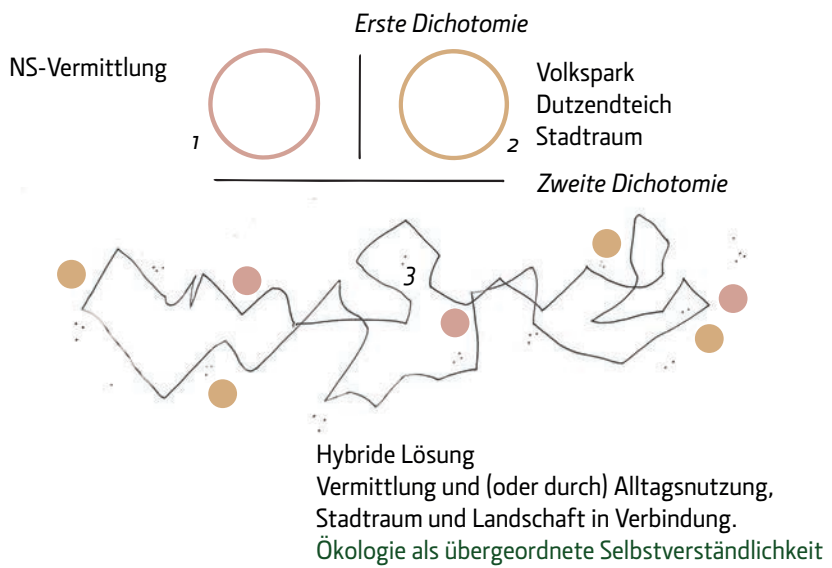 Erste Dichotomie
NS-Vermittlung
1
2
Volkspark
Dutzendteich
Stadtraum
Zweite Dichotomie
3
Hybride Lösung
Vermittlung und (oder durch) Alltagsnutzung,
Stadtraum und Landschaft in Verbindung.
Ökologie als übergeordnete Selbstverständlichkeit